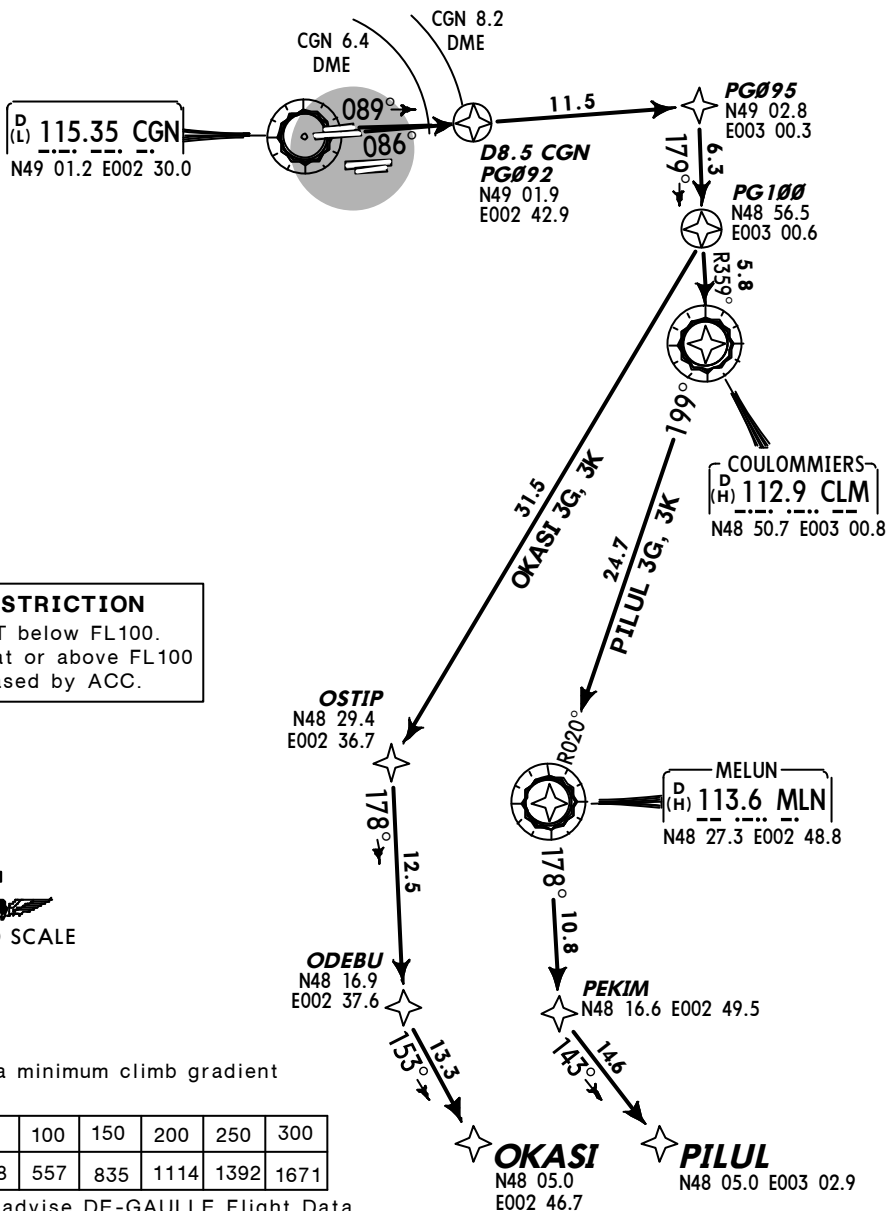 CGN 6.4
DME
CGN 8.2
DME
D
(L) 115.35 CGN
N49 01.2 E002 30.0
089°
086°
11.5
D8.5 CGN
PGØ92
N49 01.9
E002 42.9
PGØ95
N49 02.8
E003 00.3
179°
6.3
PG1ØØ
N48 56.5
E003 00.6
R359°
5.8
COULOMMIERS
D
(H) 112.9 CLM
N48 50.7 E003 00.8
199°
31.5
OKASI 3G, 3K
24.7
PILUL 3G, 3K
STRICTION
T below FL100.
at or above FL100
ased by ACC.
OSTIP
N48 29.4
E002 36.7
R020°
MELUN
D
(H) 113.6 MLN
N48 27.3 E002 48.8
178°
12.5
178°
10.8
SCALE
ODEBU
N48 16.9
E002 37.6
PEKIM
N48 16.6 E002 49.5
153°
13.3
143°
14.6
a minimum climb gradient
100 150 200 250 300
8 557 835 1114 1392 1671
OKASI
N48 05.0
E002 46.7
PILUL
N48 05.0 E003 02.9
advise DE-GAULLE Flight Data